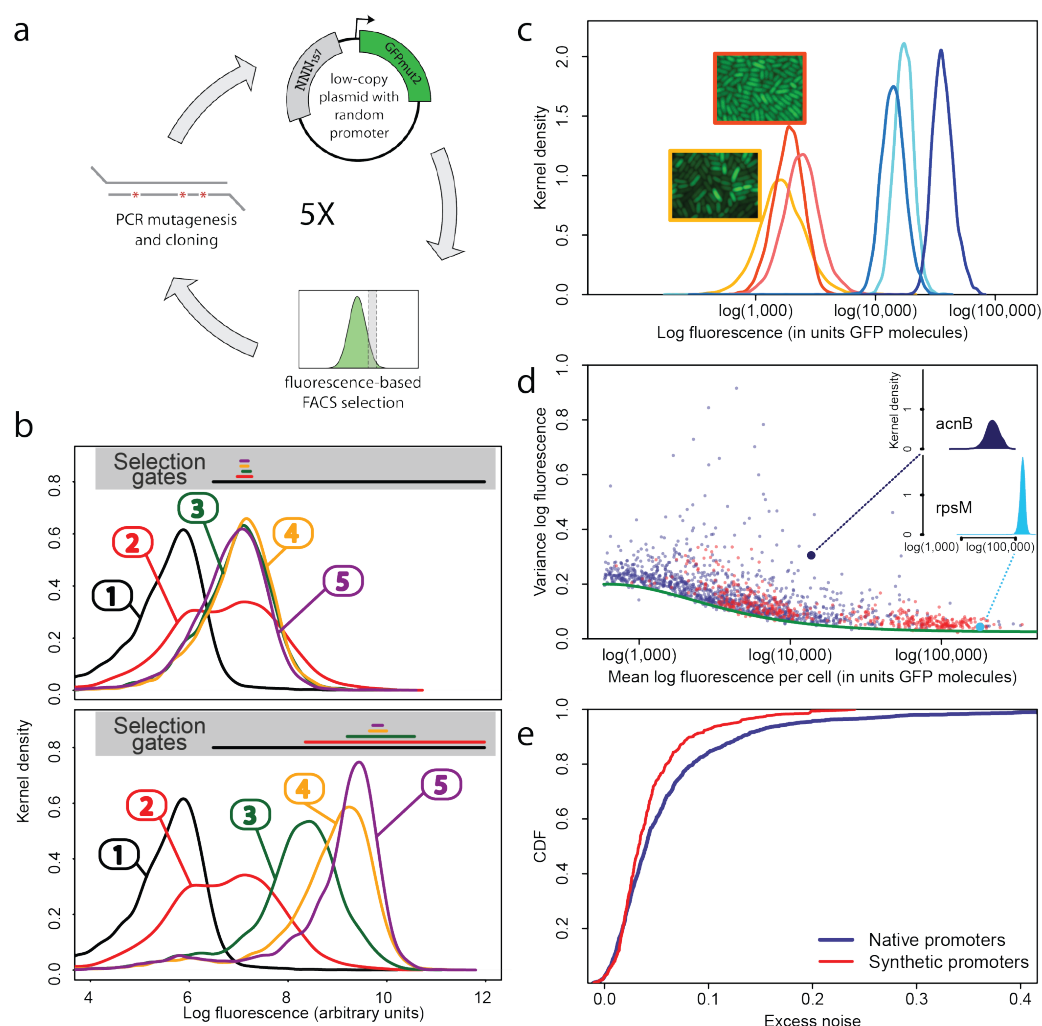 a
NNN157
GFPmut2
low-copy
plasmid with
random
promoter
* * *
PCR mutagenesis
and cloning
5X
fluorescence-based
FACS selection
b
Selection
gates
0.8
0.6
0.4
0.2
0.0
1
2
3
4
5
Selection
gates
0.8
0.6
0.4
0.2
0.0
1
2
3
4
5
Kernel density
4 6 8 10 12
Log fluorescence (arbitrary units)
c
Kernel density
2.0
1.5
1.0
0.5
0.0
log(1,000) log(10,000) log(100,000)
Log fluorescence (in units GFP molecules)
d
Variance log fluorescence
1.0
0.8
0.6
0.4
0.2
0.0
Kernel density
acnB
1
0
rpsM
1
0
log(1,000) log(100,000)
log(1,000) log(10,000) log(100,000)
Mean log fluorescence per cell (in units GFP molecules)
e
CDF
1.0
0.8
0.6
0.4
0.2
Native promoters
Synthetic promoters
0.0 0.1 0.2 0.3 0.4
Excess noise